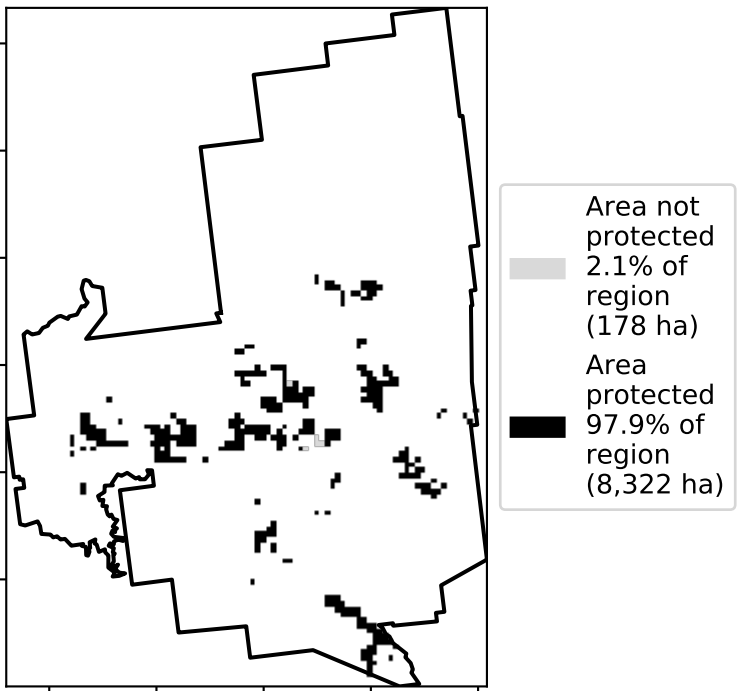 Area not
protected
2.1% of
region
(178 ha)
Area
protected
97.9% of
region
(8,322 ha)